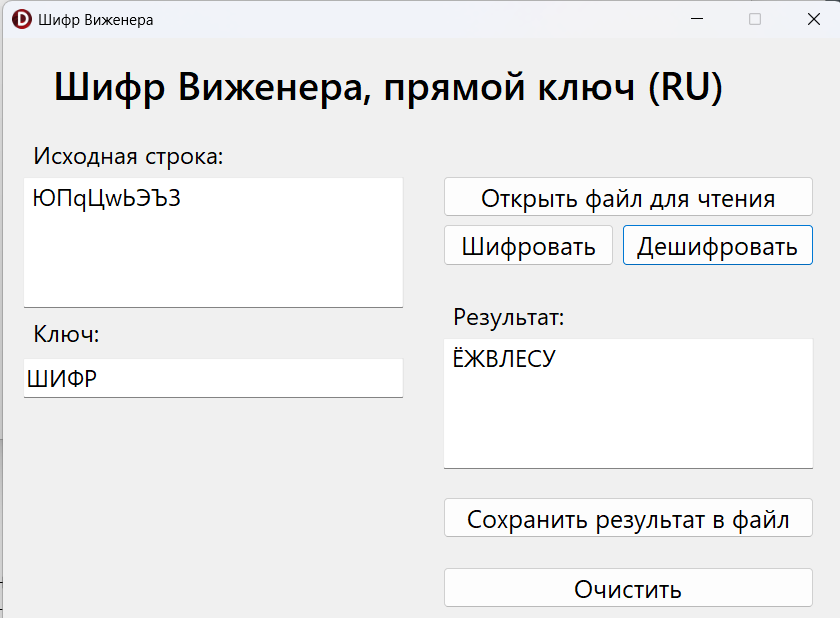 Шифр Виженера
Шифр Виженера, прямой ключ (RU)
Исходная строка:
ЮПqЦwЬЭЪЗ
Открыть файл для чтения
Шифровать
Дешифровать
Ключ:
ШИФР
Результат:
ЁЖВЛЕСУ
Сохранить результат в файл
Очистить